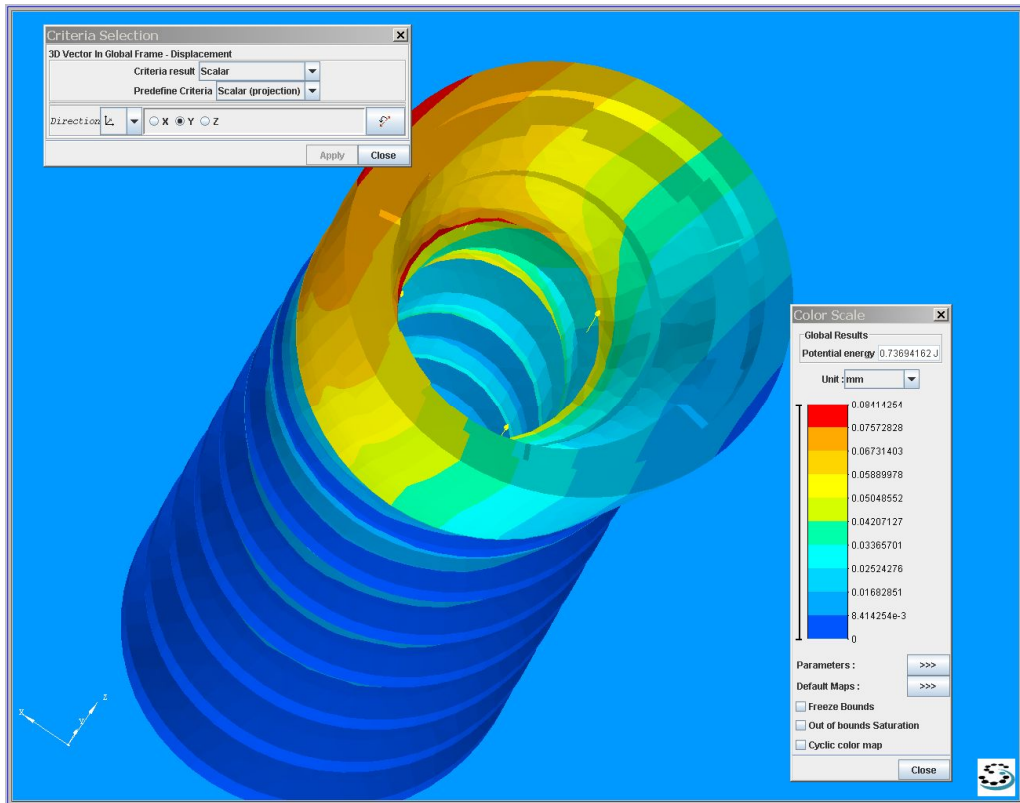 Criteria Selection
3D Vector In Global Frame - Displacement
Criteria result Scalar
Predefine Criteria Scalar (projection)
Direction X Y Z
Apply Close
Color Scale
Global Results
Potential energy 0.73694162 J
Unit : mm
0.08414254
0.07572828
0.06731403
0.05889978
0.05048552
0.04207127
0.03365701
0.02524276
0.01682851
8.414254e-3
0
Parameters : >>>
Default Maps : >>>
Freeze Bounds
Out of bounds Saturation
Cyclic color map
Close
x y z